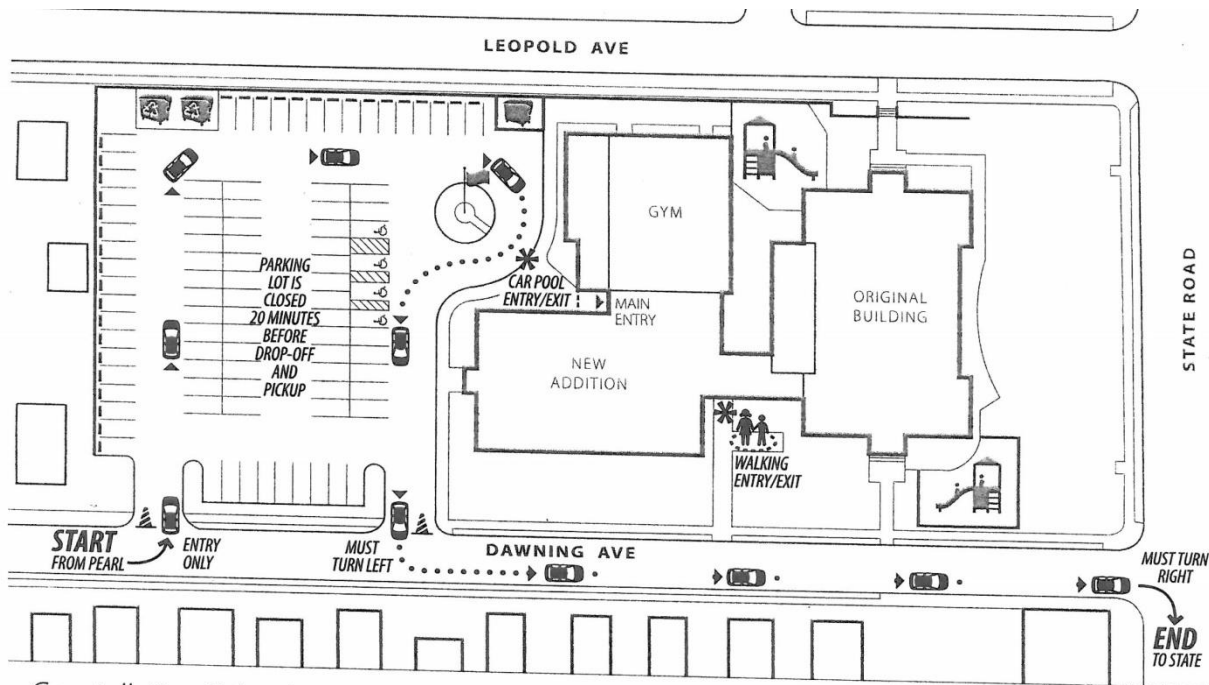 LEOPOLD AVE
GYM
PARKING
LOT IS
CLOSED
20 MINUTES
BEFORE
DROP-OFF
AND
PICKUP
CAR POOL
ENTRY/EXIT
MAIN
ENTRY
ORIGINAL
BUILDING
STATE ROAD
NEW
ADDITION
WALKING
ENTRY/EXIT
START
FROM PEARL
ENTRY
ONLY
MUST
TURN LEFT
DAWNING AVE
MUST TURN
RIGHT
END
TO STATE